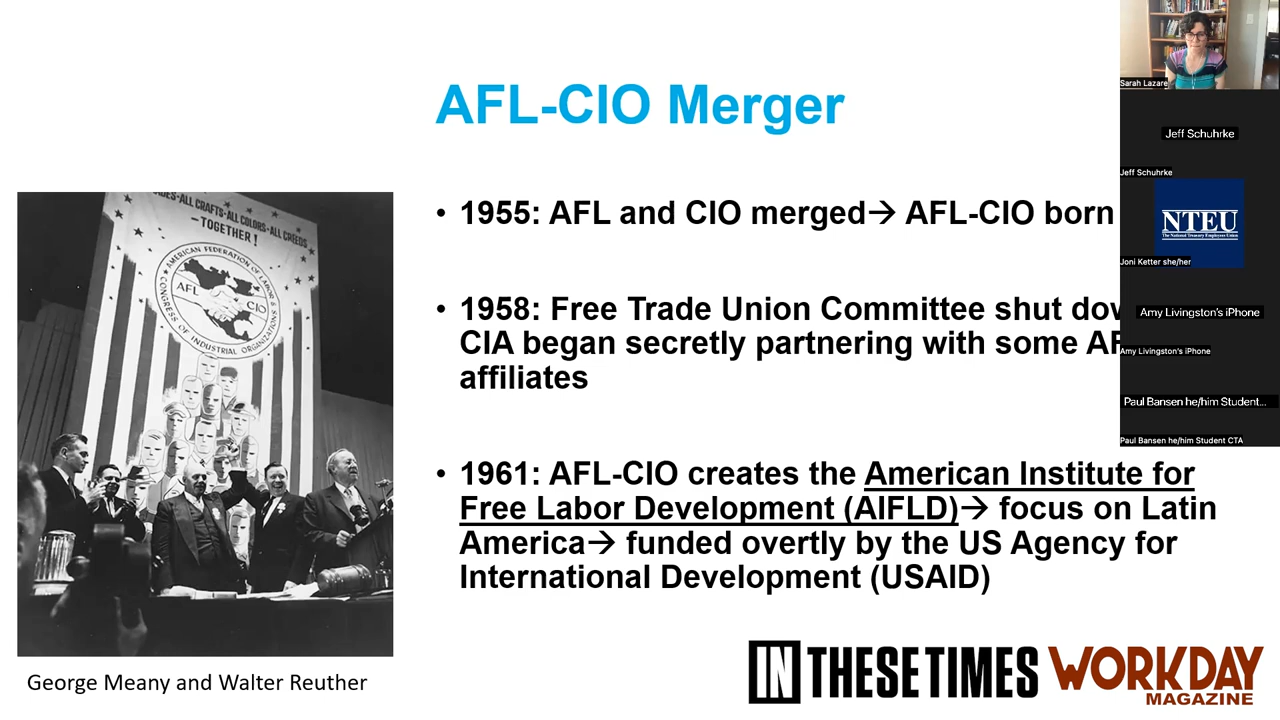 AFL-CIO Merger
• 1955: AFL and CIO merged→ AFL-CIO born
• 1958: Free Trade Union Committee shut
CIA began secretly partnering with some
affiliates
• 1961: AFL-CIO creates the American Institute for
Free Labor Development (AIFLD)→ focus on Latin
America→ funded overtly by the US Agency for
International Development (USAID)
ALL CRAFTS-ALL COLORS-ALL CREEDS
-TOGETHER!
AMERICAN FEDERATION OF LABOR &
CONGRESS OF INDUSTRIAL ORGANIZATIONS
AFL CIO
George Meany and Walter Reuther
IN THESE TIMES
WORKDAY
MAGAZINE
Sarah Lazare
Jeff Schuhrke
Jeff Schuhrke
NTEU
The National Treasury Employees Union
Joni Ketter she/her
Amy Livingston's iPhone
Amy Livingston's iPhone
Paul Bansen he/him Student...
Paul Bansen he/him Student CTA